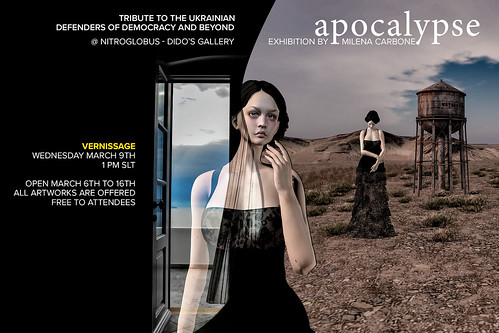 TRIBUTE TO THE UKRAINIAN
DEFENDERS OF DEMOCRACY AND BEYOND
@ NITROGLOBUS - DIDO'S GALLERY
apocalypse
EXHIBITION BY MILENA CARBONE
VERNISSAGE
WEDNESDAY MARCH 9TH
1 PM SLT
OPEN MARCH 6TH TO 16TH
ALL ARTWORKS ARE OFFERED
FREE TO ATTENDEES